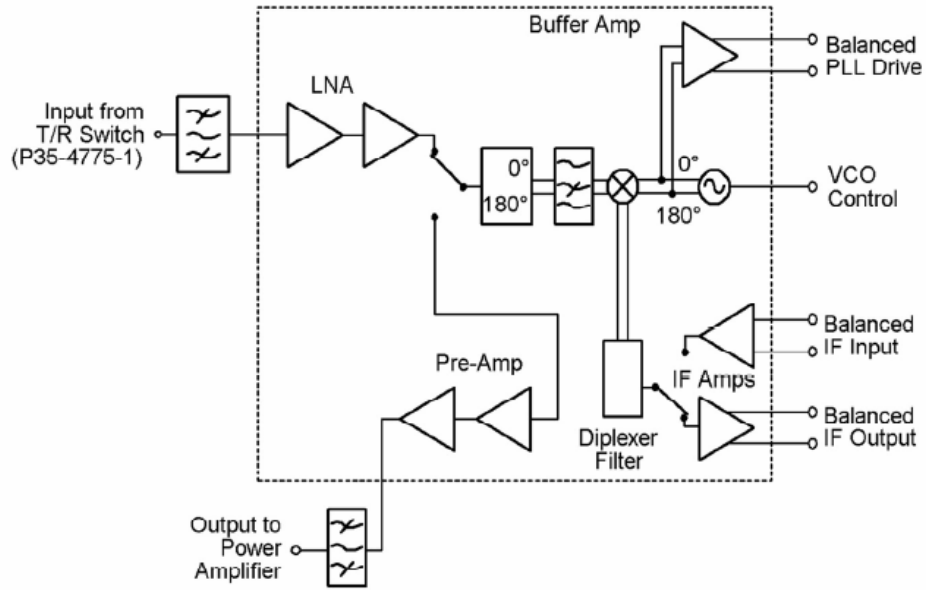 Buffer Amp
Balanced
PLL Drive
LNA
Input from
T/R Switch
(P35-4775-1)
0°
180°
0°
180°
VCO
Control
Balanced
IF Input
Pre-Amp
IF Amps
Diplexer
Filter
Balanced
IF Output
Output to
Power
Amplifier